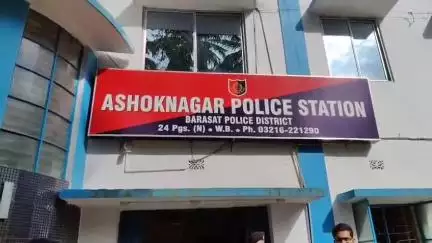 ASHOKNAGAR POLICE STATION
BARASAT POLICE DISTRICT
24 Pgs. (N) • W.B. • Ph. 03216-221290